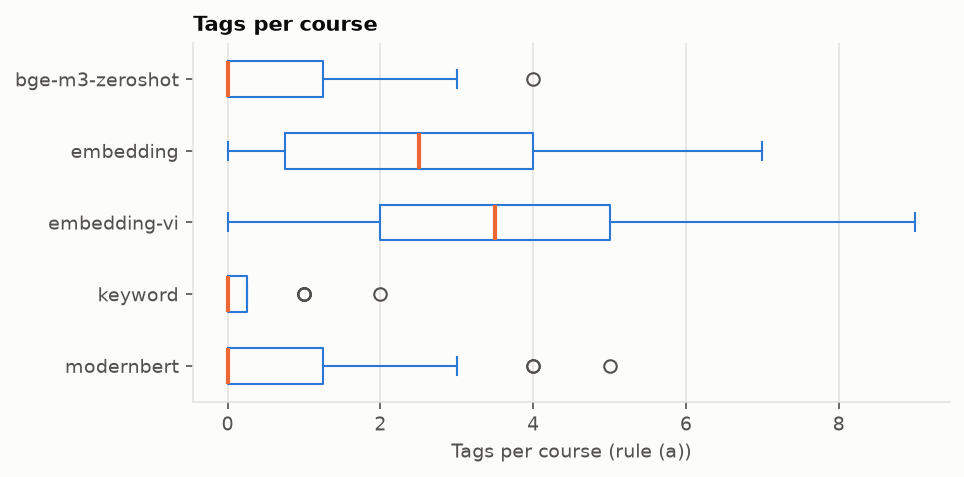 Tags per course
bge-m3-zeroshot
embedding
embedding-vi
keyword
modernbert
0 2 4 6 8
Tags per course (rule (a))